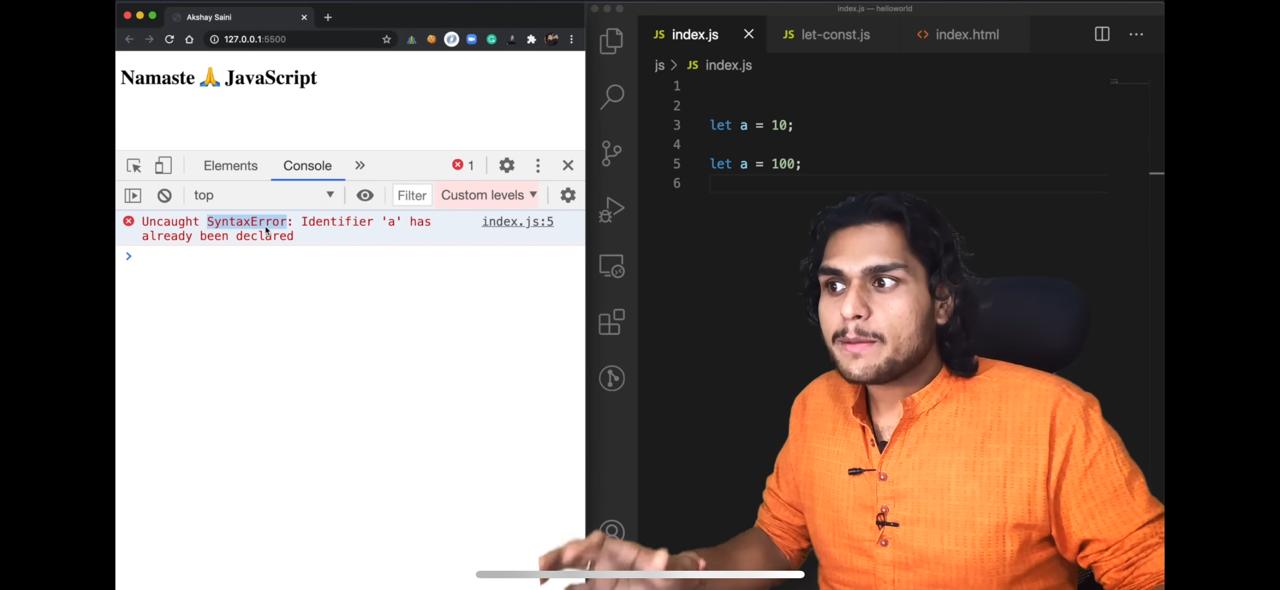 Akshay Saini
127.0.0.1:5500
Namaste 🙏 JavaScript
Elements Console » 1
top Filter Custom levels
Uncaught SyntaxError: Identifier 'a' has index.js:5
already been declared
>
index.js — helloworld
JS index.js JS let-const.js <> index.html
js > JS index.js
1
2
3 let a = 10;
4
5 let a = 100;
6